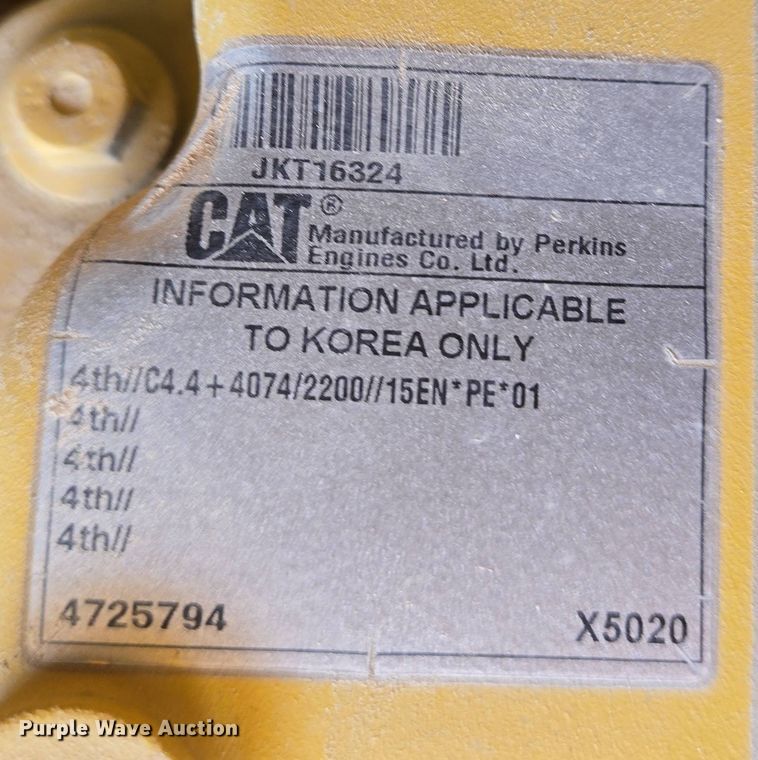 JKT16324
CAT®
Manufactured by Perkins
Engines Co. Ltd.
INFORMATION APPLICABLE
TO KOREA ONLY
4th//C4.4+4074/2200//15EN*PE*01
4th//
4th//
4th//
4th//
4725794
X5020
Purple Wave Auction